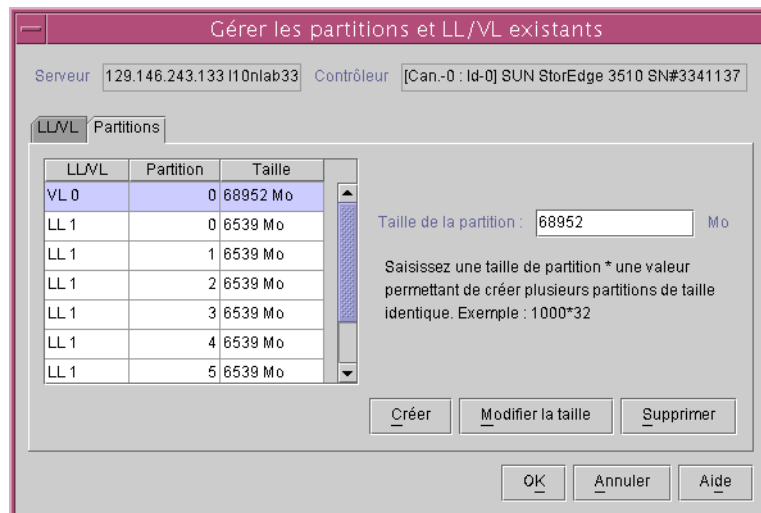 Gérer les partitions et LL/VL existants
Serveur 129.146.243.133 l10nlab33 Contrôleur [Can.-0 : Id-0] SUN StorEdge 3510 SN#3341137
LL/VL Partitions
LL/VL Partition Taille
VL 0 0 68952 Mo
LL 1 0 6539 Mo
LL 1 1 6539 Mo
LL 1 2 6539 Mo
LL 1 3 6539 Mo
LL 1 4 6539 Mo
LL 1 5 6539 Mo
Taille de la partition : 68952 Mo
Saisissez une taille de partition * une valeur
permettant de créer plusieurs partitions de taille
identique. Exemple : 1000*32
Créer Modifier la taille Supprimer
OK Annuler Aide